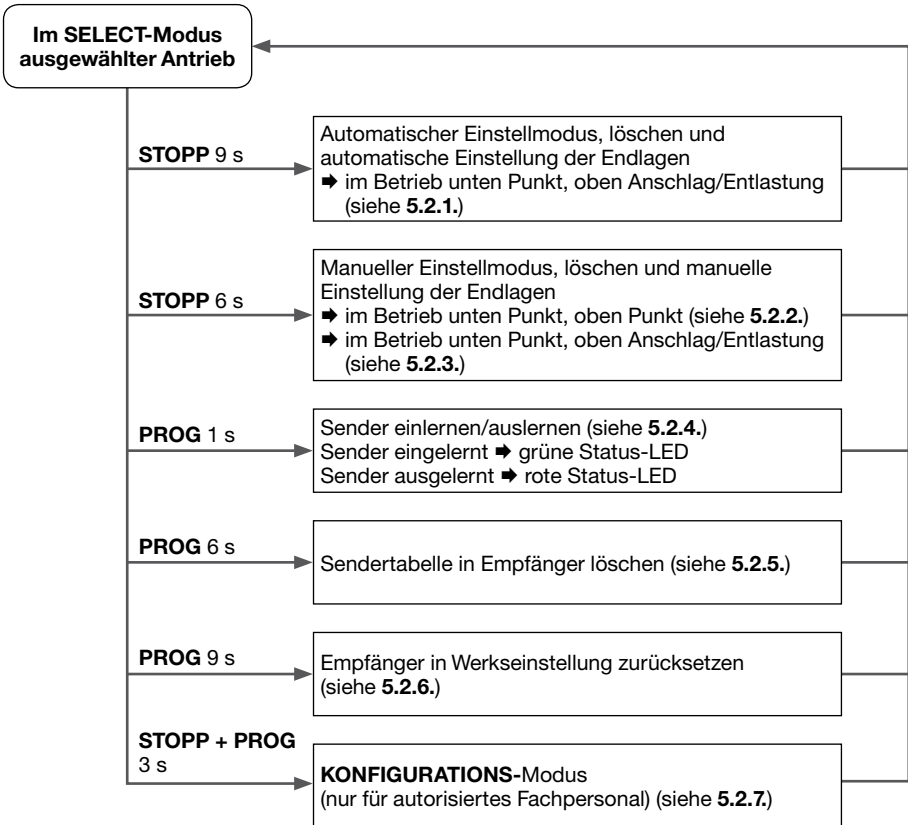 Im SELECT-Modus
ausgewählter Antrieb
STOPP 9 s
Automatischer Einstellmodus, löschen und
automatische Einstellung der Endlagen
➡ im Betrieb unten Punkt, oben Anschlag/Entlastung
(siehe 5.2.1.)
STOPP 6 s
Manueller Einstellmodus, löschen und manuelle
Einstellung der Endlagen
➡ im Betrieb unten Punkt, oben Punkt (siehe 5.2.2.)
➡ im Betrieb unten Punkt, oben Anschlag/Entlastung
(siehe 5.2.3.)
PROG 1 s
Sender einlernen/auslernen (siehe 5.2.4.)
Sender eingelernt ➡ grüne Status-LED
Sender ausgelernt ➡ rote Status-LED
PROG 6 s
Sendertabelle in Empfänger löschen (siehe 5.2.5.)
PROG 9 s
Empfänger in Werkseinstellung zurücksetzen
(siehe 5.2.6.)
STOPP + PROG
3 s
KONFIGURATIONS-Modus
(nur für autorisiertes Fachpersonal) (siehe 5.2.7.)